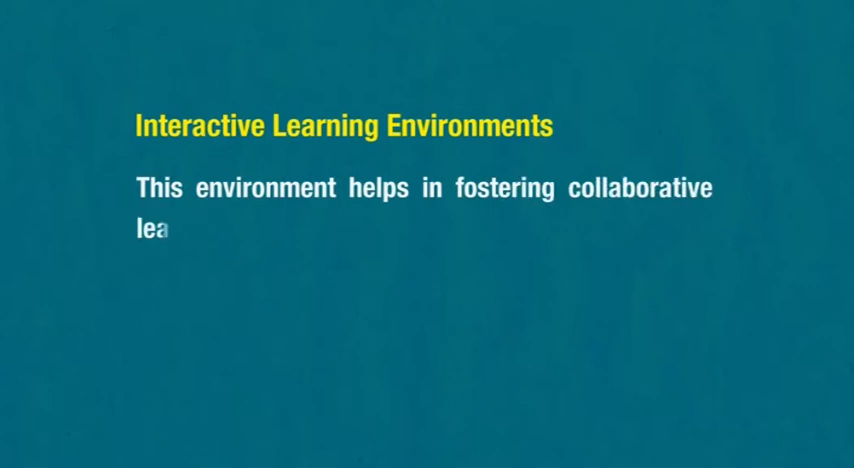 Interactive Learning Environments
This environment helps in fostering collaborative
lea